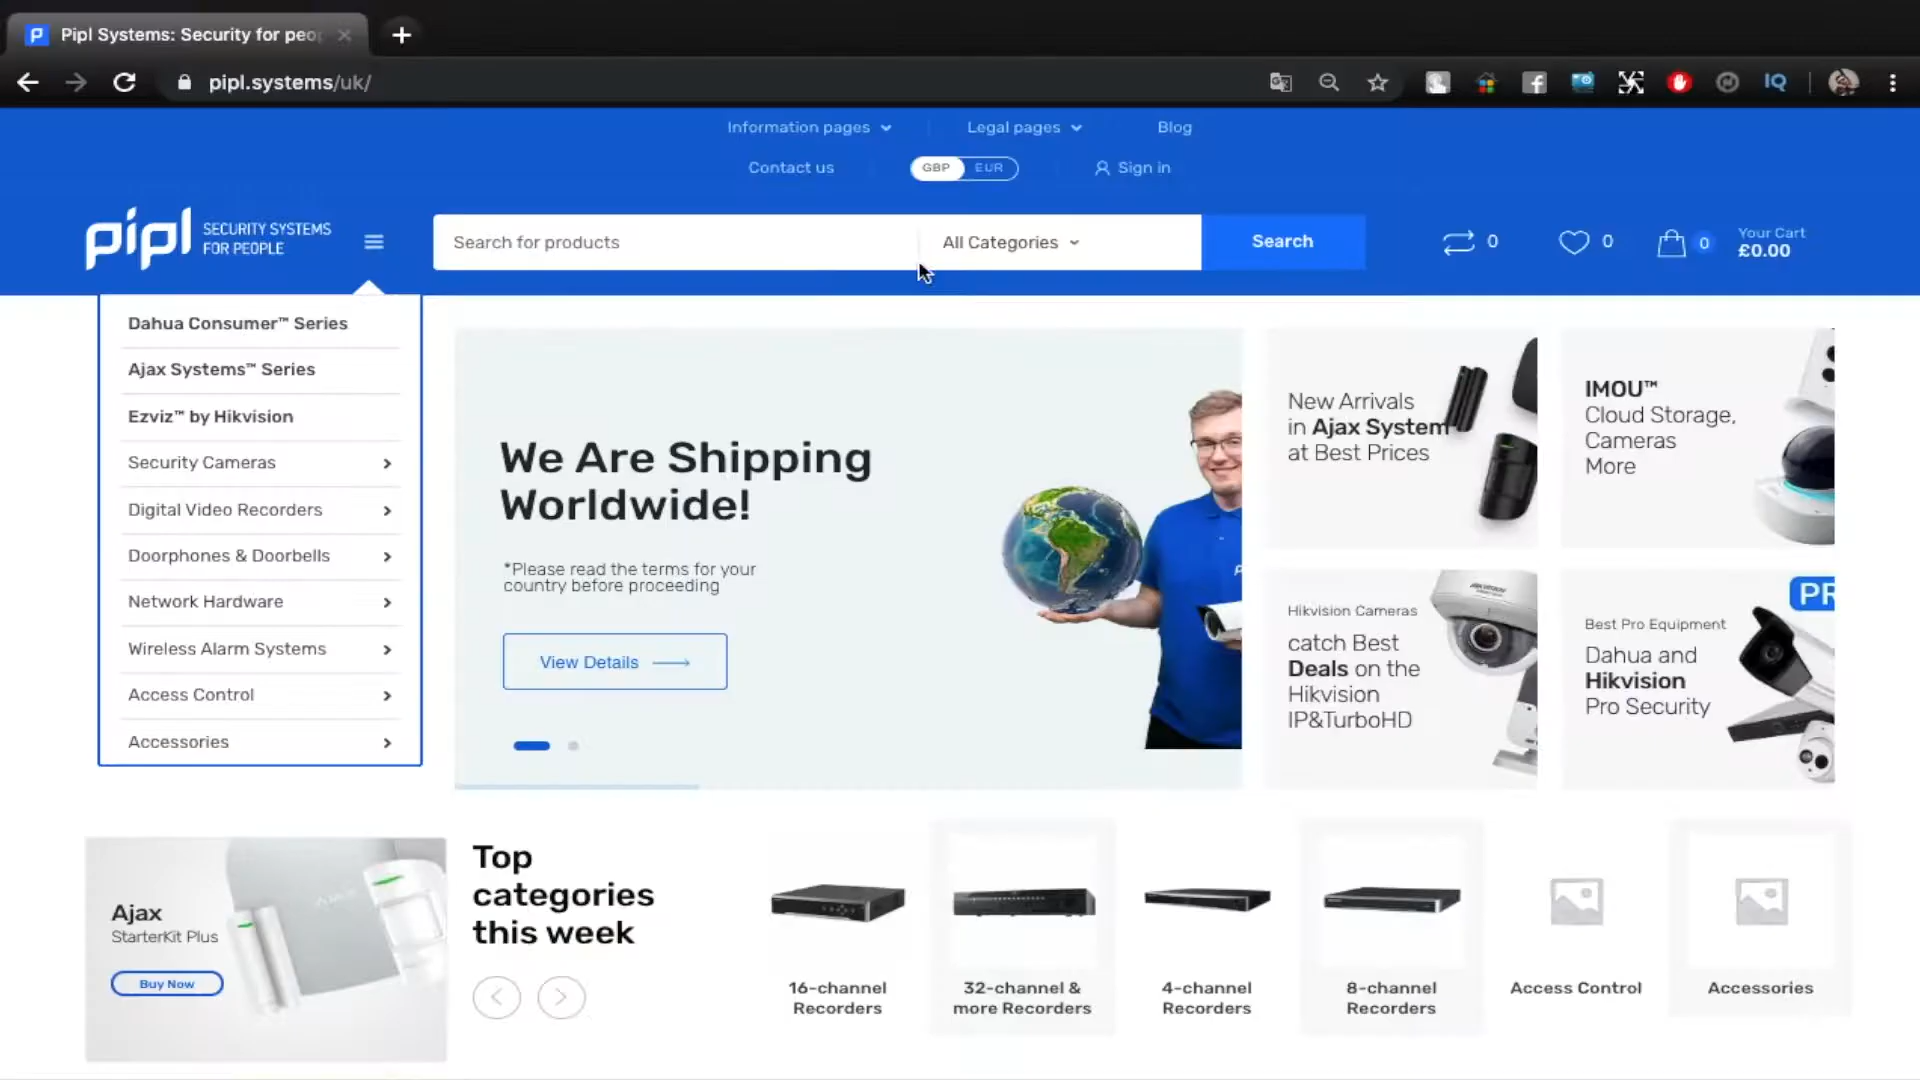 Pipl Systems: Security for peo
pipl.systems/uk/
IQ
Information pages
Legal pages
Blog
Contact us
GBP
EUR
Sign in
pipl
SECURITY SYSTEMS
FOR PEOPLE
Search for products
All Categories
Search
0
0
0
Your Cart
£0.00
Dahua Consumer™ Series
Ajax Systems™ Series
Ezviz™ by Hikvision
Security Cameras
Digital Video Recorders
Doorphones & Doorbells
Network Hardware
Wireless Alarm Systems
Access Control
Accessories
We Are Shipping
Worldwide!
*Please read the terms for your
country before proceeding
View Details
New Arrivals
in Ajax System
at Best Prices
IMOU™
Cloud Storage,
Cameras
More
Hikvision Cameras
catch Best
Deals on the
Hikvision
IP&TurboHD
HIKVISION
Best Pro Equipment
Dahua and
Hikvision
Pro Security
PR
Ajax
StarterKit Plus
Buy Now
Top
categories
this week
16-channel
Recorders
32-channel &
more Recorders
4-channel
Recorders
8-channel
Recorders
Access Control
Accessories